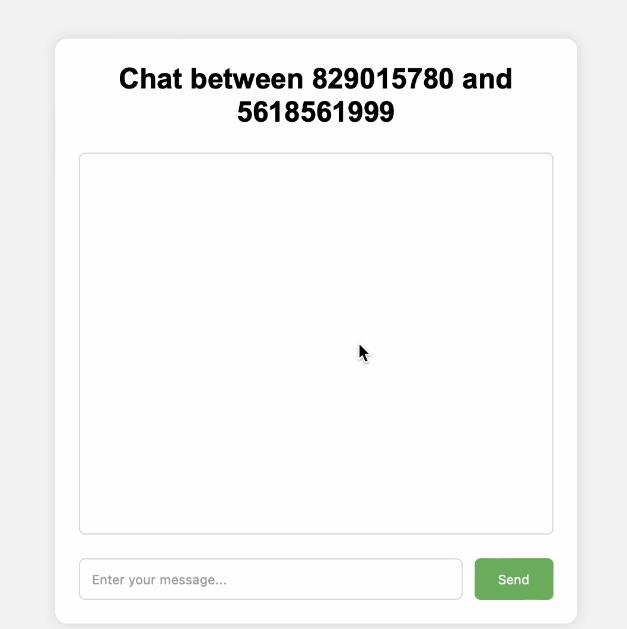 Chat between 829015780 and
5618561999
Enter your message...
Send